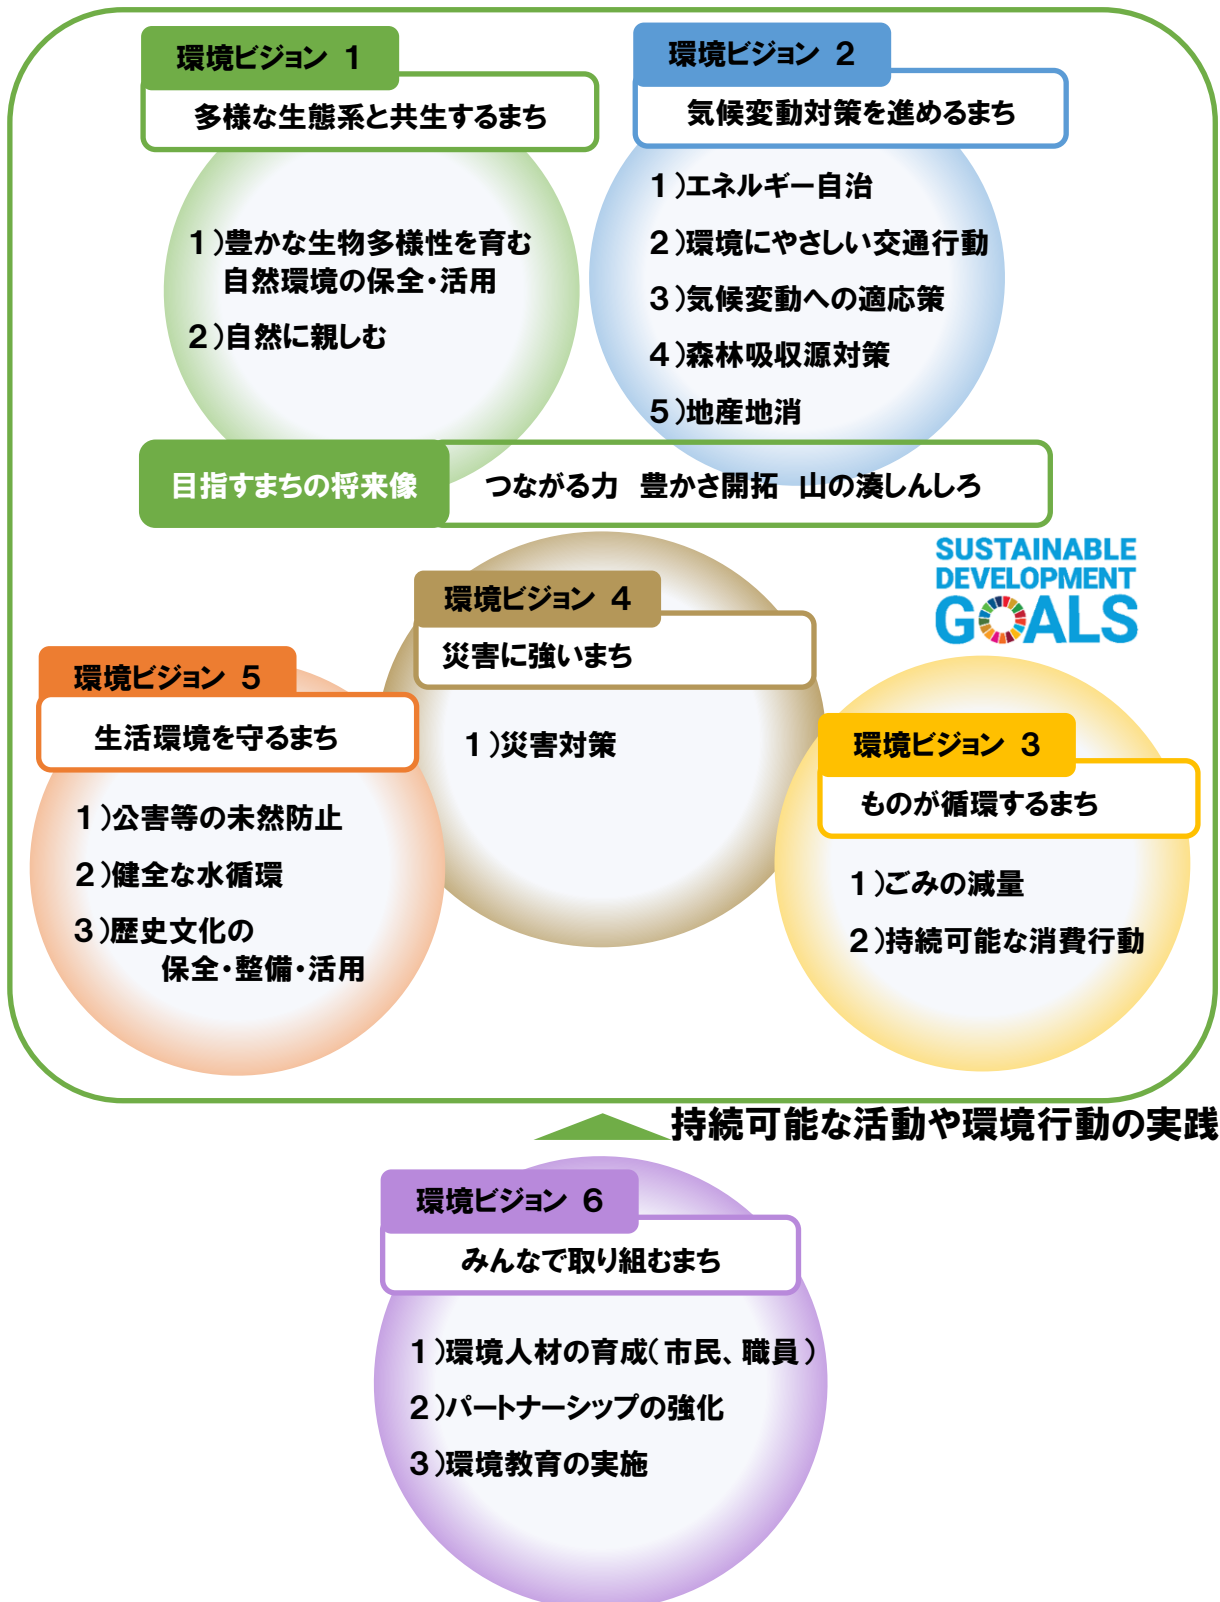 環境ビジョン 1
多様な生態系と共生するまち
1)豊かな生物多様性を育む
自然環境の保全・活用
2)自然に親しむ
環境ビジョン 2
気候変動対策を進めるまち
1)エネルギー自治
2)環境にやさしい交通行動
3)気候変動への適応策
4)森林吸収源対策
5)地産地消
目指すまちの将来像
つながる力 豊かさ開拓 山の湊しんしろ
SUSTAINABLE
DEVELOPMENT
GOALS
環境ビジョン 4
災害に強いまち
1)災害対策
環境ビジョン 5
生活環境を守るまち
1)公害等の未然防止
2)健全な水循環
3)歴史文化の
保全・整備・活用
環境ビジョン 3
ものが循環するまち
1)ごみの減量
2)持続可能な消費行動
持続可能な活動や環境行動の実践
環境ビジョン 6
みんなで取り組むまち
1)環境人材の育成(市民、職員)
2)パートナーシップの強化
3)環境教育の実施